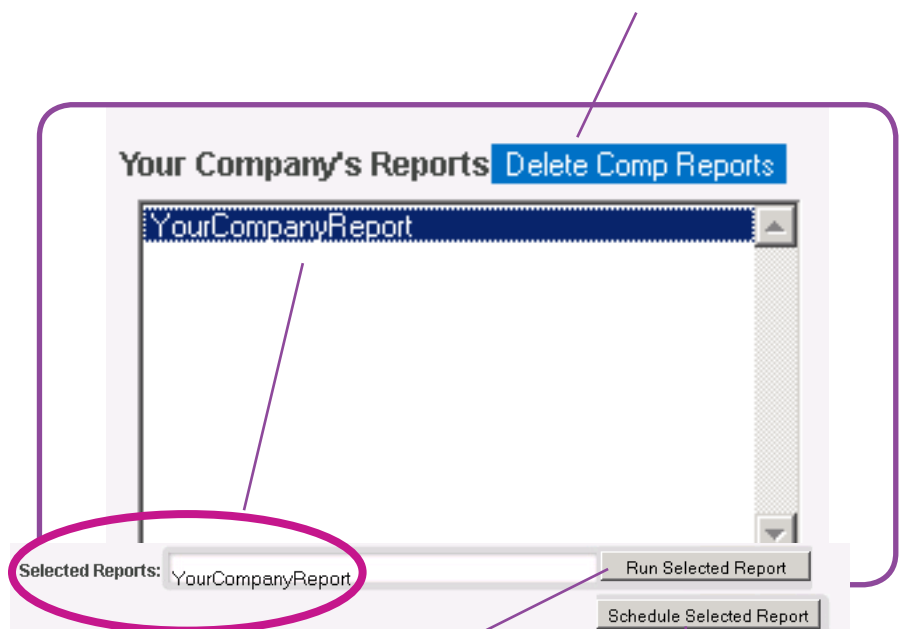 Your Company's Reports Delete Comp Reports
YourCompanyReport
Selected Reports: YourCompanyReport Run Selected Report
Schedule Selected Report